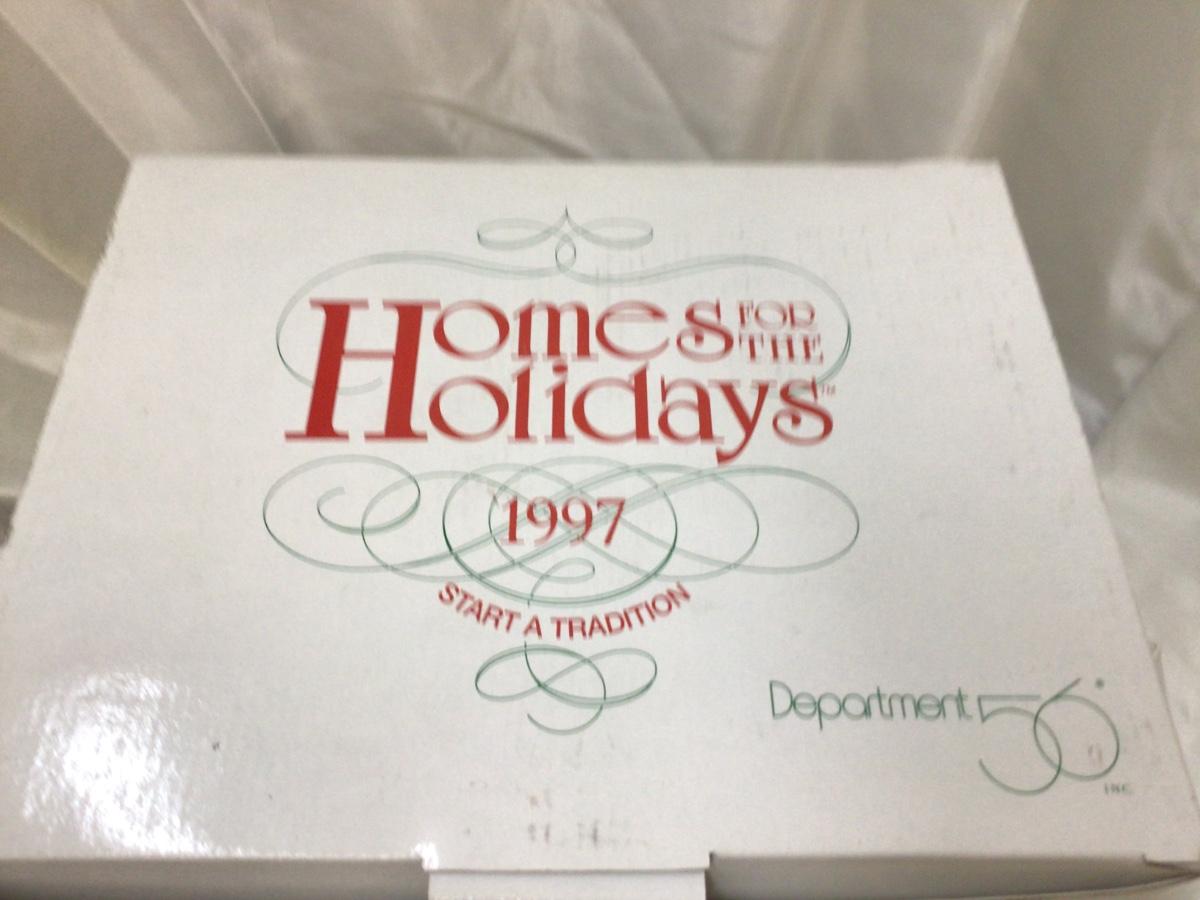 Homes FOR THE
Holidays™
1997
START A TRADITION
Department 56®
INC.